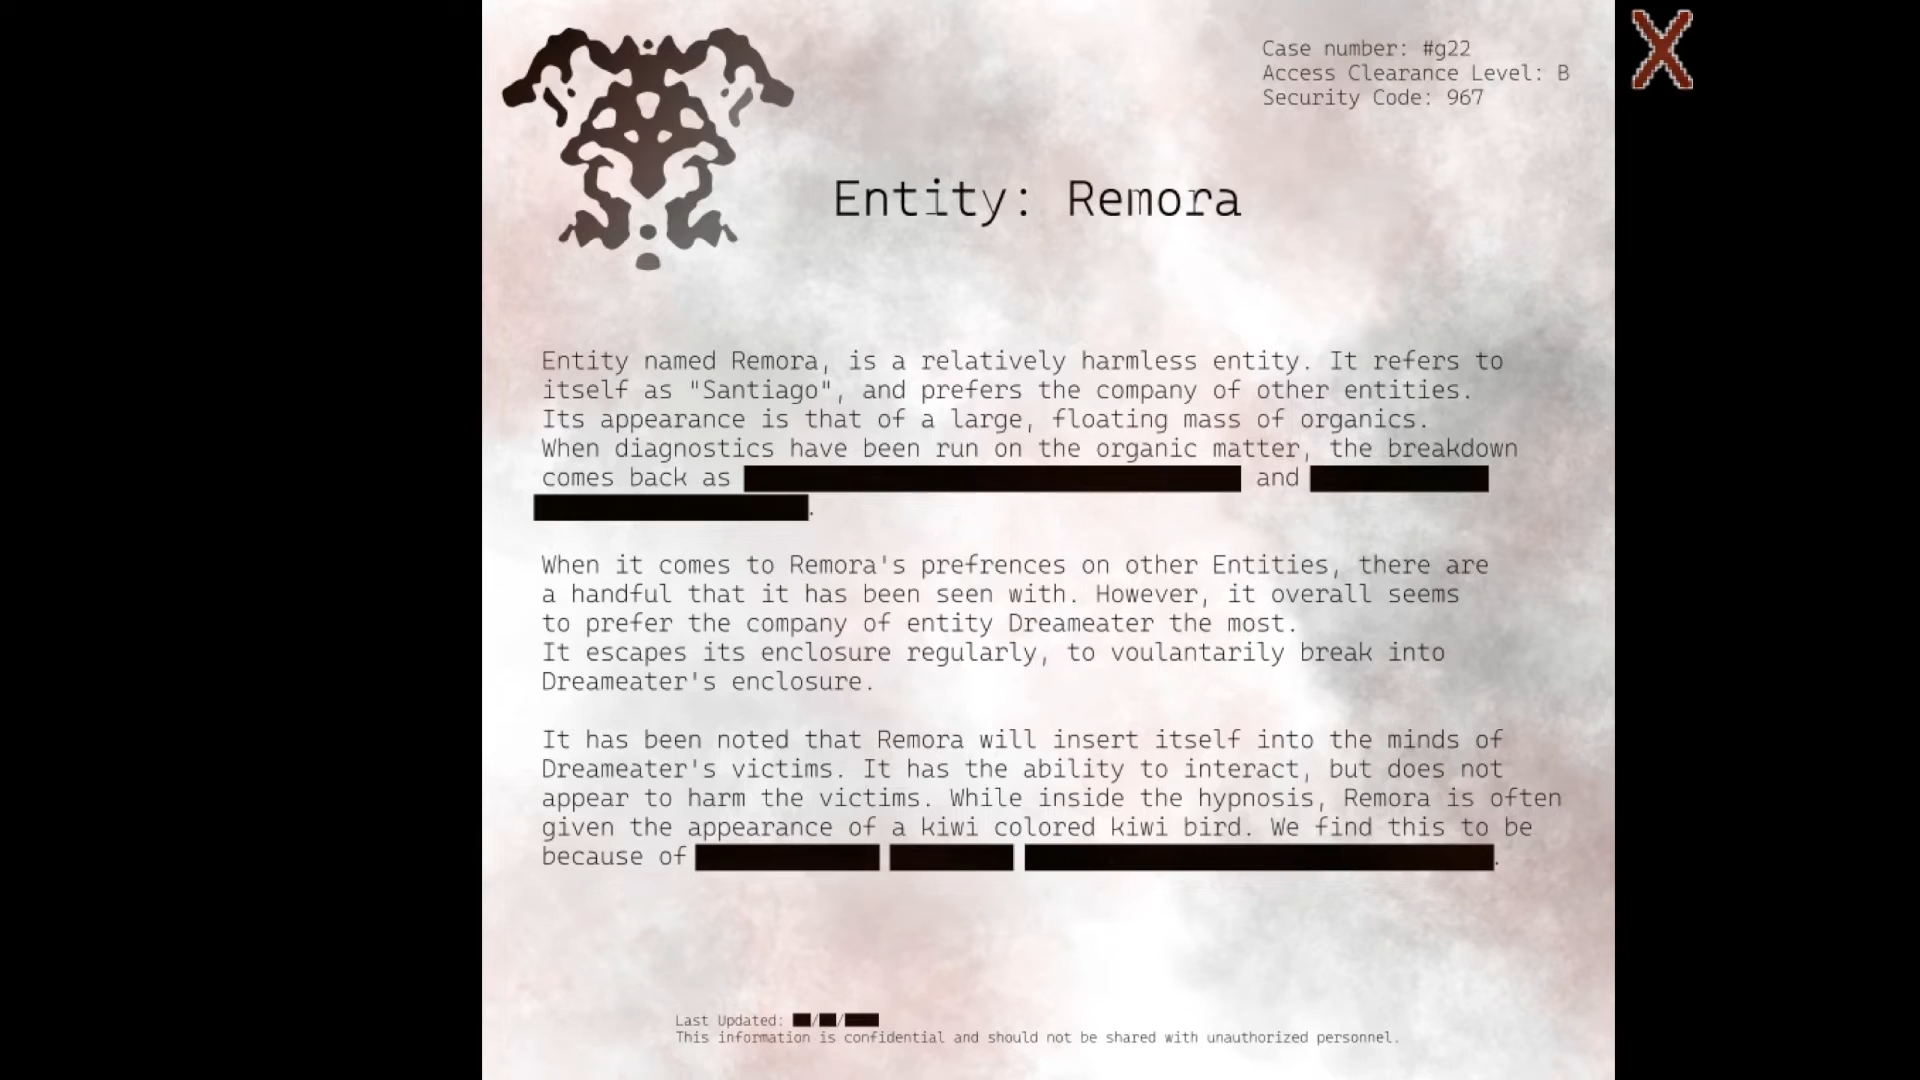 Case number: #g22
Access Clearance Level: B
Security Code: 967
Entity: Remora
Entity named Remora, is a relatively harmless entity. It refers to
itself as "Santiago", and prefers the company of other entities.
Its appearance is that of a large, floating mass of organics.
When diagnostics have been run on the organic matter, the breakdown
comes back as and
.
When it comes to Remora's prefrences on other Entities, there are
a handful that it has been seen with. However, it overall seems
to prefer the company of entity Dreameater the most.
It escapes its enclosure regularly, to voulantarily break into
Dreameater's enclosure.
It has been noted that Remora will insert itself into the minds of
Dreameater's victims. It has the ability to interact, but does not
appear to harm the victims. While inside the hypnosis, Remora is often
given the appearance of a kiwi colored kiwi bird. We find this to be
because of .
Last Updated: / /
This information is confidential and should not be shared with unauthorized personnel.